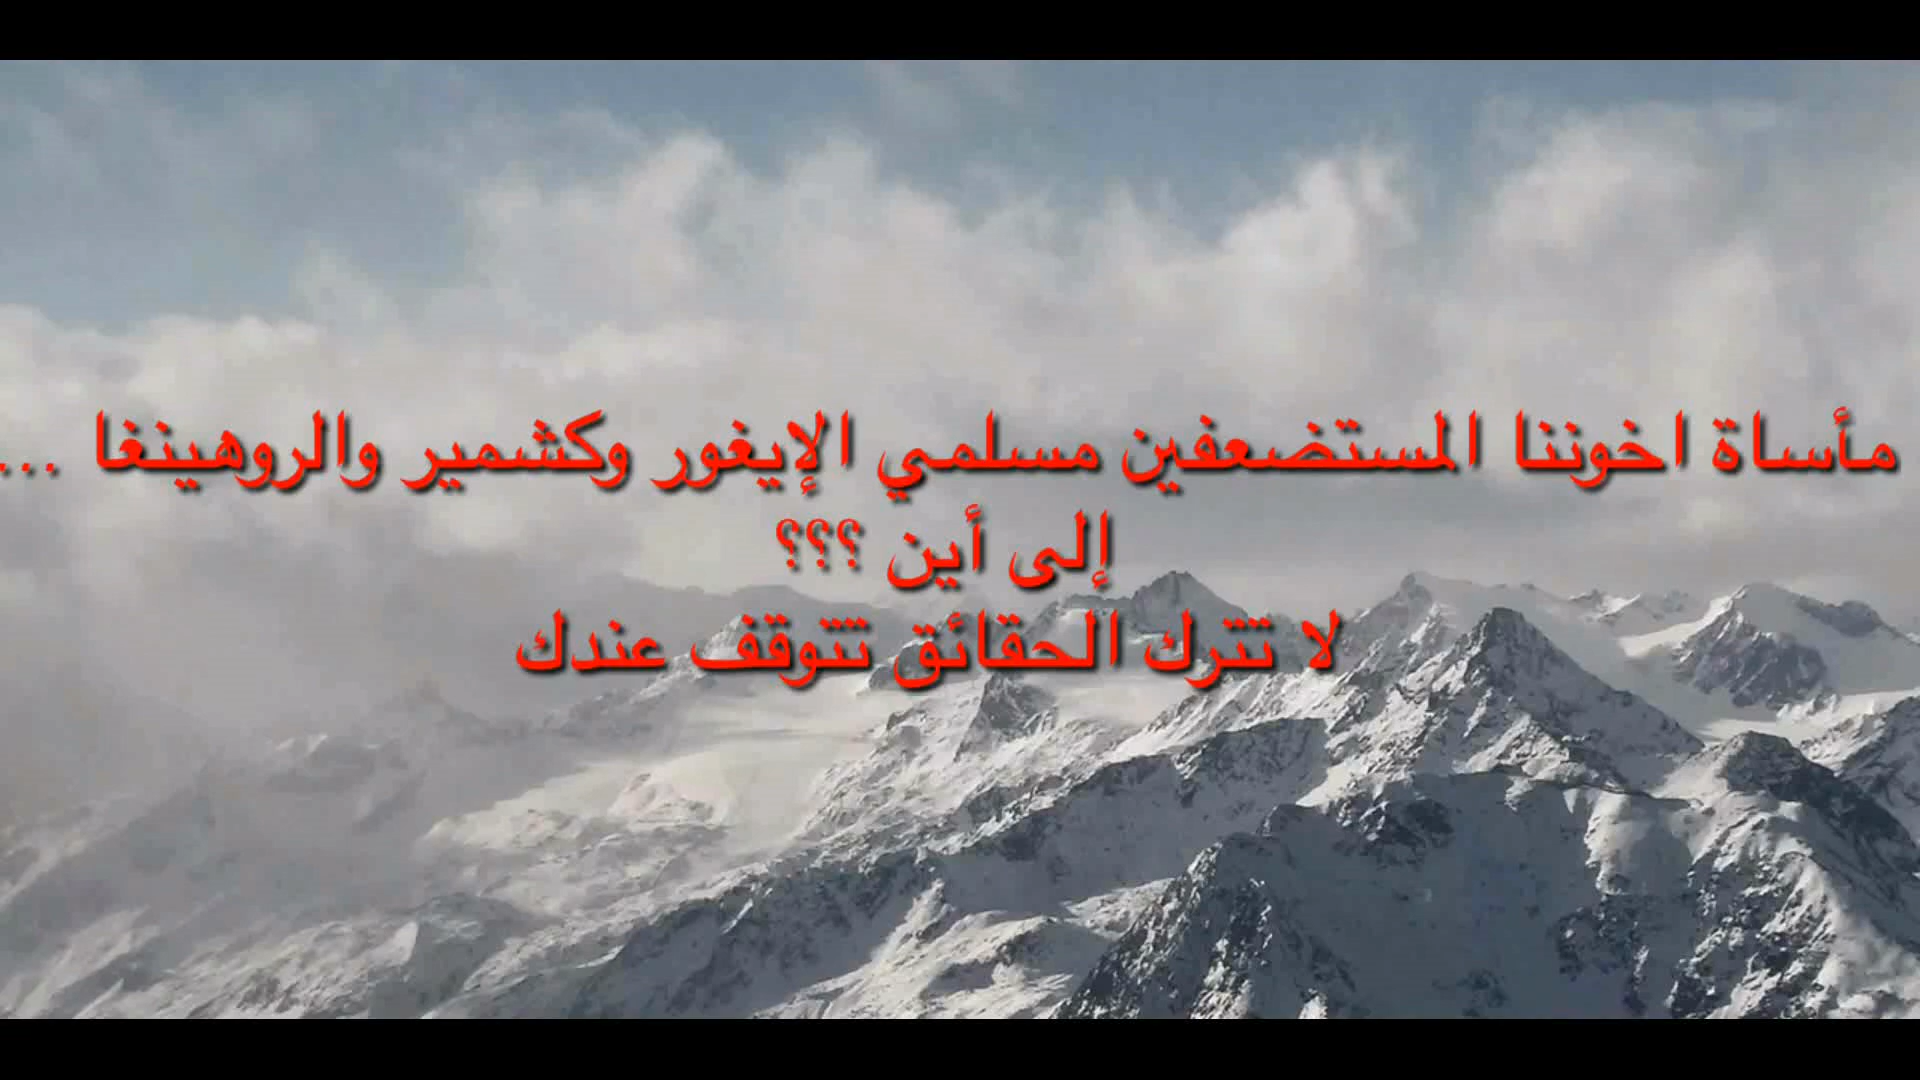 مأساة اخوننا المستضعفين مسلمي الإيغور وكشمير والروهينغا ...
إلى أين ؟؟؟
لا تترك الحقائق تتوقف عندك